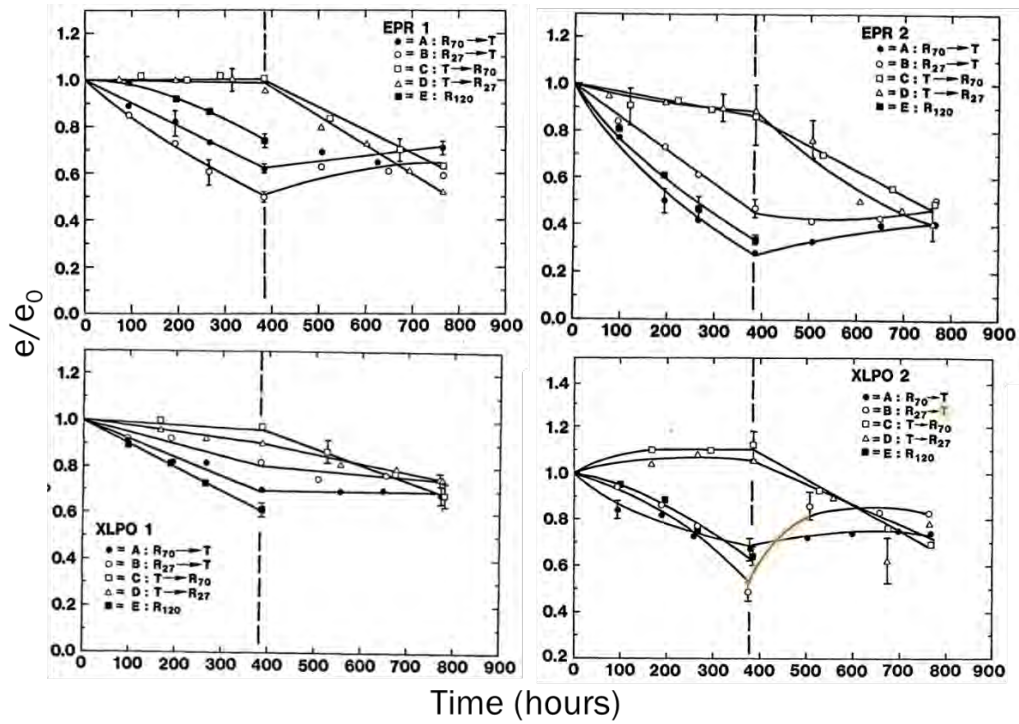 e/e₀
EPR 1
● = A : R₇₀→T
○ = B : R₂₇→T
□ = C : T→R₇₀
△ = D : T→R₂₇
■ = E : R₁₂₀
1.2
1.0
0.8
0.6
0.4
0.2
0.0
0 100 200 300 400 500 600 700 800 900
EPR 2
● = A : R₇₀→T
○ = B : R₂₇→T
□ = C : T→R₇₀
△ = D : T→R₂₇
■ = E : R₁₂₀
1.2
1.0
0.8
0.6
0.4
0.2
0.0
0 100 200 300 400 500 600 700 800 900
1.2
1.0
0.8
0.6
0.4
0.2
0.0
XLPO 1
● = A : R₇₀→T
○ = B : R₂₇→T
□ = C : T→R₇₀
△ = D : T→R₂₇
■ = E : R₁₂₀
0 100 200 300 400 500 600 700 800 900
XLPO 2
● = A : R₇₀→T
○ = B : R₂₇→T
□ = C : T→R₇₀
△ = D : T→R₂₇
■ = E : R₁₂₀
1.4
1.2
1.0
0.8
0.6
0.4
0.2
0 100 200 300 400 500 600 700 800 900
Time (hours)